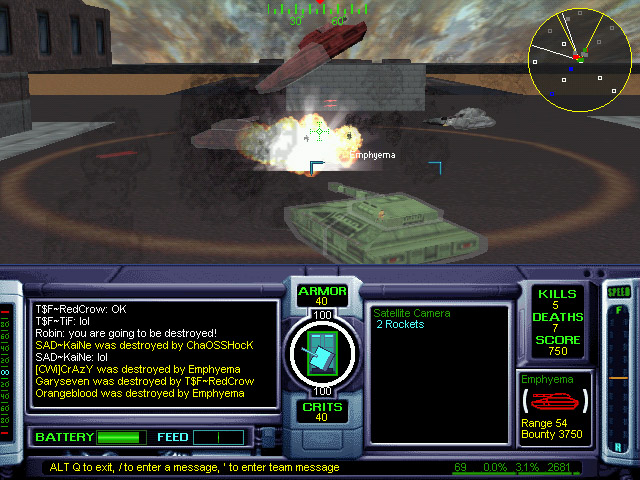 30 60
Emphyema
T$F~RedCrow: OK
T$F~TiF: lol
Robin: you are going to be destroyed!
SAD~KaiNe was destroyed by ChaOSSHocK
SAD~KaiNe: lol
[CWi]CrAzY was destroyed by Emphyema
Garyseven was destroyed by T$F~RedCrow
Orangeblood was destroyed by Emphyema
BATTERY FEED
ARMOR
40
100
100
CRITS
40
Satellite Camera
2 Rockets
KILLS
5
DEATHS
7
SCORE
750
Emphyema
Range 54
Bounty 3750
SPEED
F
R
ALT Q to exit, / to enter a message, ' to enter team message
69 0.0% 3.1% 2681